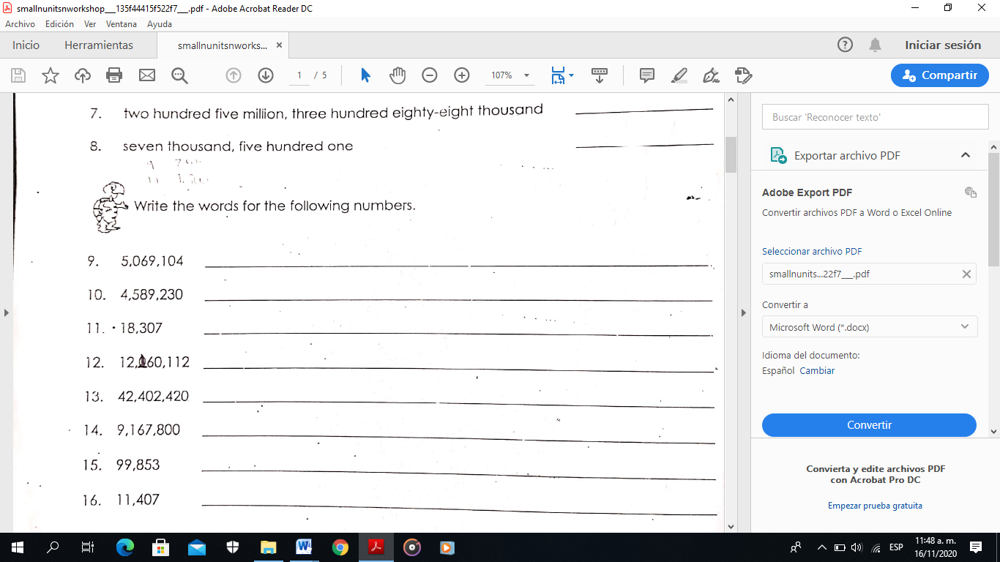 smallnunitsnworkshop___135f44415f522f7___.pdf - Adobe Acrobat Reader DC
Archivo Edición Ver Ventana Ayuda
Inicio Herramientas smallnunitsnworks... Iniciar sesión
1 / 5 107% Compartir
7. two hundred five million, three hundred eighty-eight thousand
8. seven thousand, five hundred one
Write the words for the following numbers.
9. 5,069,104
10. 4,589,230
11. 18,307
12. 60,112
13. 42,402,420
14. 9,167,800
15. 99,853
16. 11,407
Buscar 'Reconocer texto'
Exportar archivo PDF
Adobe Export PDF
Convertir archivos PDF a Word o Excel Online
Seleccionar archivo PDF
smallnunits...22f7___.pdf
Convertir a
Microsoft Word (*.docx)
Idioma del documento:
Español Cambiar
Convertir
Convierta y edite archivos PDF
con Acrobat Pro DC
Empezar prueba gratuita
ESP
11:48 a. m.
16/11/2020